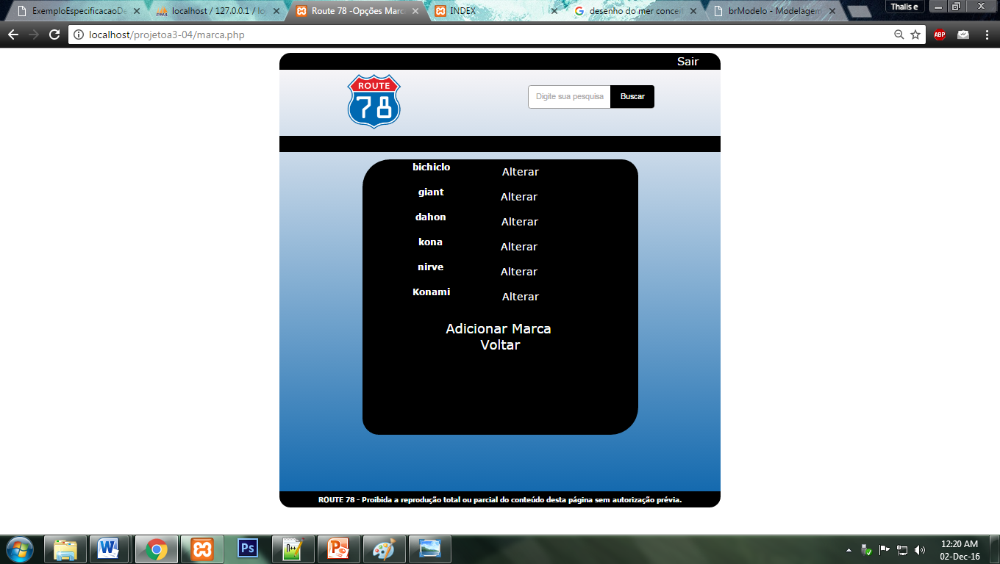 ExemploEspecificacaoDe
localhost / 127.0.0.1 / lo
Route 78 -Opções Marc
INDEX
desenho do mer concei
brModelo - Modelagem
Thalis e
localhost/projetoa3-04/marca.php
ABP
Sair
ROUTE
78
Digite sua pesquisa
Buscar
bichiclo Alterar
giant Alterar
dahon Alterar
kona Alterar
nirve Alterar
Konami Alterar
Adicionar Marca
Voltar
ROUTE 78 - Proibida a reprodução total ou parcial do conteúdo desta página sem autorização prévia.
12:20 AM
02-Dec-16